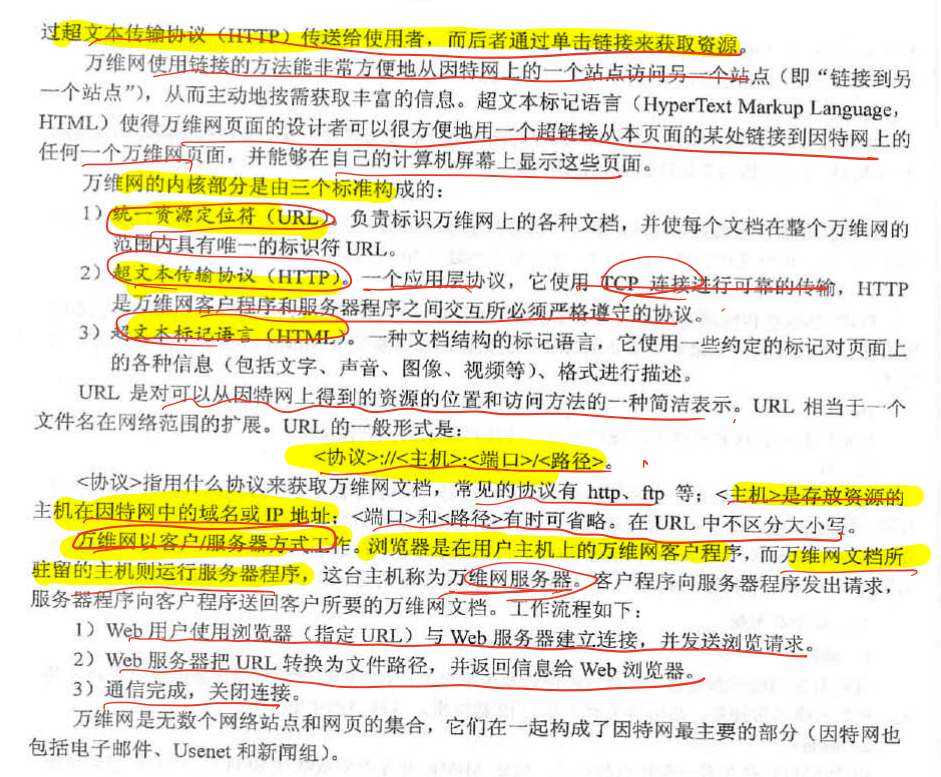 过超文本传输协议（HTTP）传送给使用者，而后者通过单击链接来获取资源。
万维网使用链接的方法能非常方便地从因特网上的一个站点访问另一个站点（即“链接到另
一个站点”），从而主动地按需获取丰富的信息。超文本标记语言（HyperText Markup Language，
HTML）使得万维网页面的设计者可以很方便地用一个超链接从本页面的某处链接到因特网上的
任何一个万维网页面，并能够在自己的计算机屏幕上显示这些页面。
万维网的内核部分是由三个标准构成的：
1）统一资源定位符（URL）。负责标识万维网上的各种文档，并使每个文档在整个万维网的
范围内具有唯一的标识符 URL。
2）超文本传输协议（HTTP）。一个应用层协议，它使用 TCP 连接进行可靠的传输，HTTP
是万维网客户程序和服务器程序之间交互所必须严格遵守的协议。
3）超文本标记语言（HTML）。一种文档结构的标记语言，它使用一些约定的标记对页面上
的各种信息（包括文字、声音、图像、视频等）、格式进行描述。
URL 是对可以从因特网上得到的资源的位置和访问方法的一种简洁表示。URL 相当于一个
文件名在网络范围的扩展。URL 的一般形式是：
<协议>://<主机>:<端口>/<路径>。
<协议>指用什么协议来获取万维网文档，常见的协议有 http、ftp 等；<主机>是存放资源的
主机在因特网中的域名或 IP 地址；<端口>和<路径>有时可省略。在 URL 中不区分大小写。
万维网以客户/服务器方式工作。浏览器是在用户主机上的万维网客户程序，而万维网文档所
驻留的主机则运行服务器程序，这台主机称为万维网服务器。客户程序向服务器程序发出请求，
服务器程序向客户程序送回客户所要的万维网文档。工作流程如下：
1）Web 用户使用浏览器（指定 URL）与 Web 服务器建立连接，并发送浏览请求。
2）Web 服务器把 URL 转换为文件路径，并返回信息给 Web 浏览器。
3）通信完成，关闭连接。
万维网是无数个网络站点和网页的集合，它们在一起构成了因特网最主要的部分（因特网也
包括电子邮件、Usenet 和新闻组）。